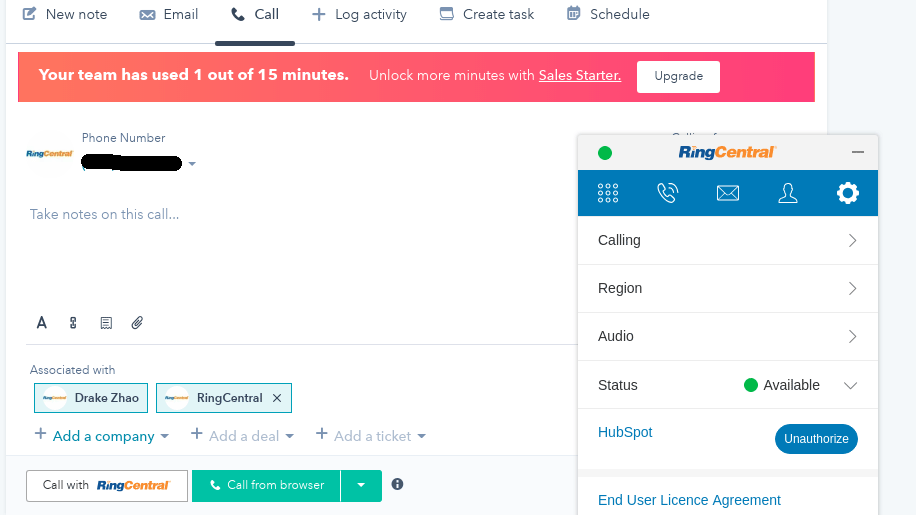 New note Email Call Log activity Create task Schedule
Your team has used 1 out of 15 minutes. Unlock more minutes with Sales Starter. Upgrade
Phone Number
RingCentral
Take notes on this call...
A
Associated with
Drake Zhao RingCentral
Add a company Add a deal Add a ticket
Call with RingCentral Call from browser
RingCentral
Calling
Region
Audio
Status Available
HubSpot Unauthorize
End User Licence Agreement